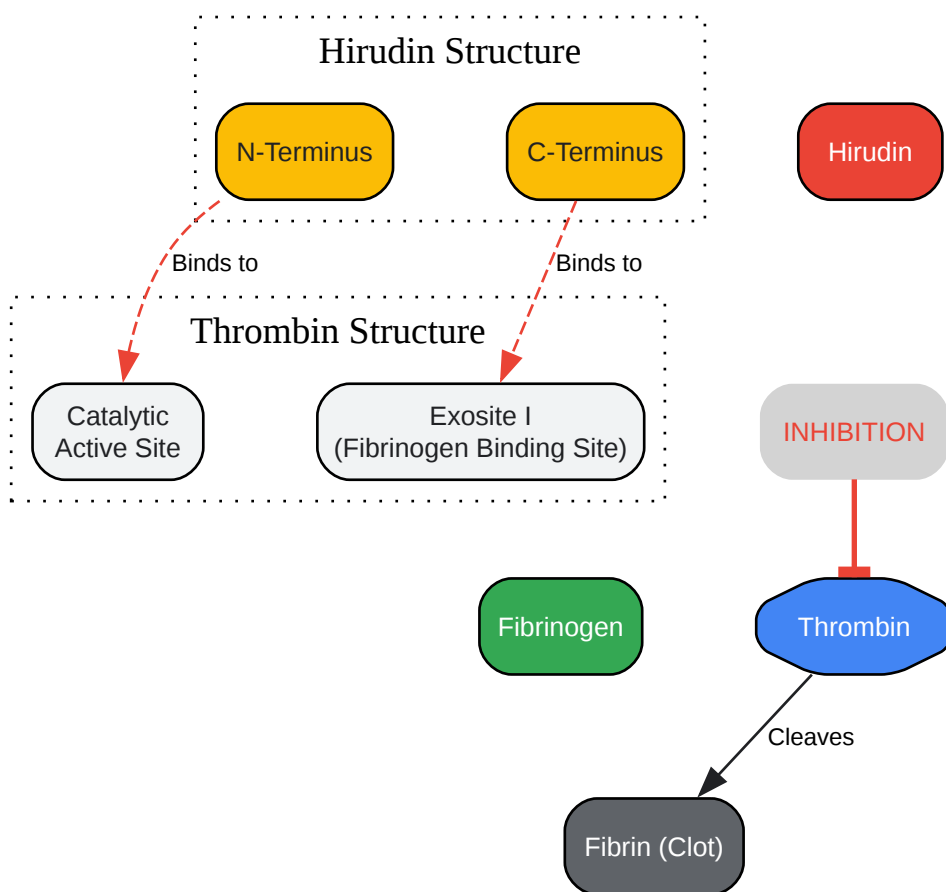 Hirudin Structure
N-Terminus
C-Terminus
Hirudin
Binds to
Binds to
Thrombin Structure
Catalytic
Active Site
Exosite I
(Fibrinogen Binding Site)
INHIBITION
Fibrinogen
Thrombin
Cleaves
Fibrin (Clot)